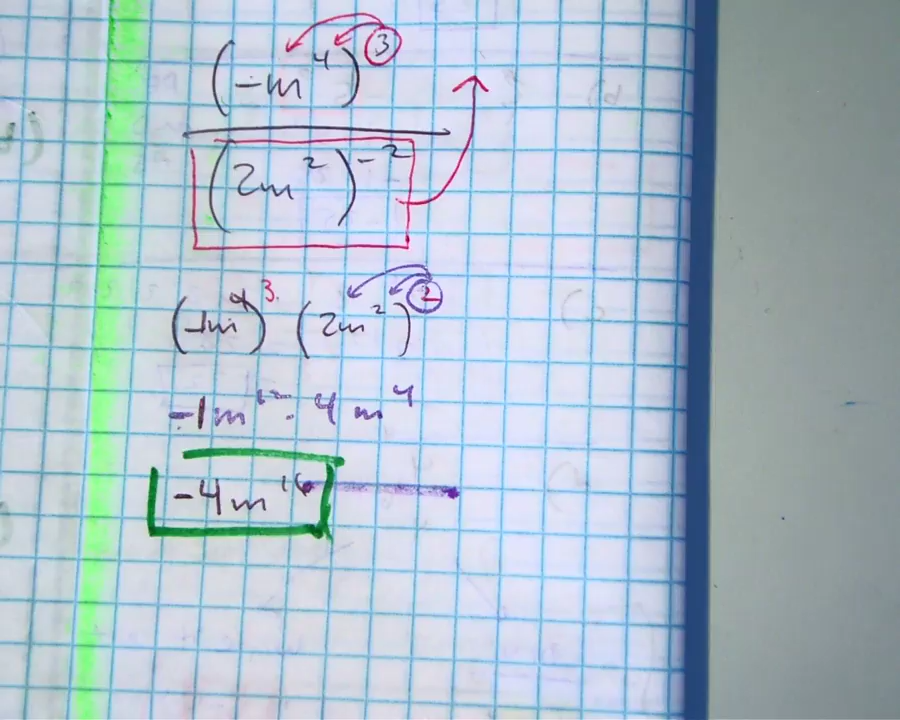 (-m⁴)³
(2m²)⁻²
(-1m⁴)³ (2m²)²
-1m¹² · 4m⁴
-4m¹⁶